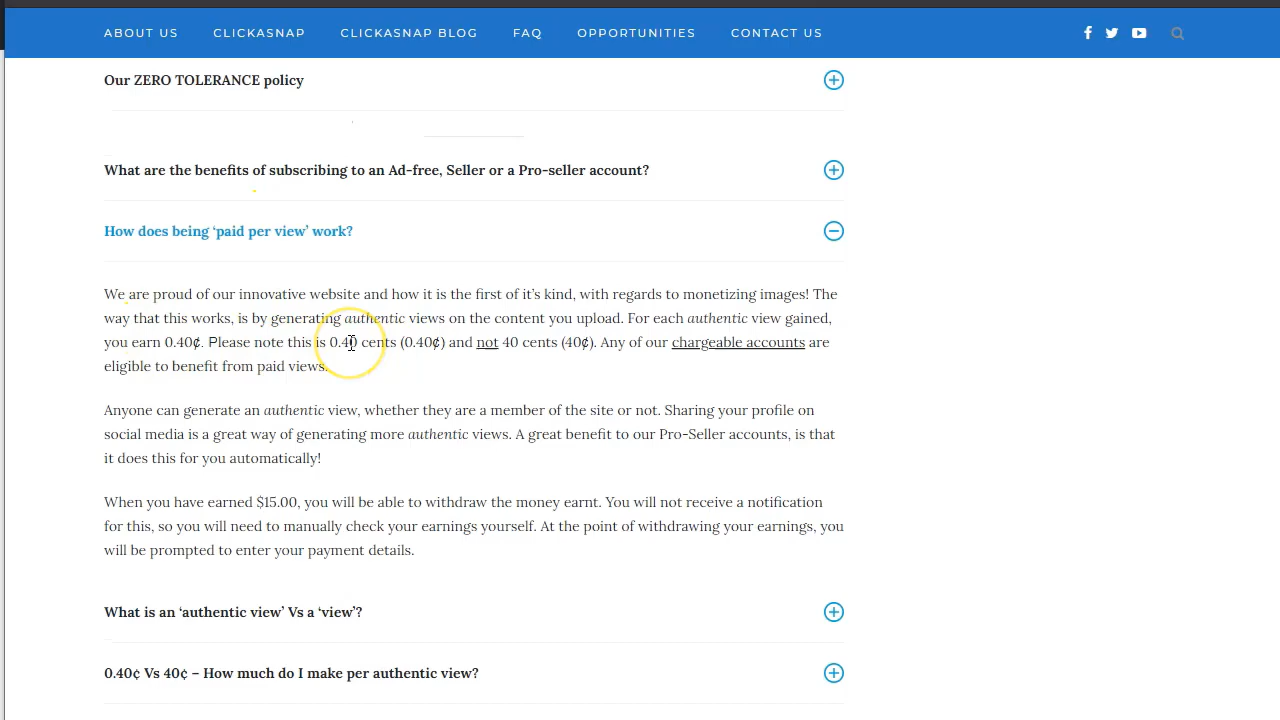 ABOUT US CLICKASNAP CLICKASNAP BLOG FAQ OPPORTUNITIES CONTACT US
Our ZERO TOLERANCE policy
What are the benefits of subscribing to an Ad-free, Seller or a Pro-seller account?
How does being ‘paid per view’ work?
We are proud of our innovative website and how it is the first of it’s kind, with regards to monetizing images! The
way that this works, is by generating authentic views on the content you upload. For each authentic view gained,
you earn 0.40¢. Please note this is 0.40 cents (0.40¢) and not 40 cents (40¢). Any of our chargeable accounts are
eligible to benefit from paid views.
Anyone can generate an authentic view, whether they are a member of the site or not. Sharing your profile on
social media is a great way of generating more authentic views. A great benefit to our Pro-Seller accounts, is that
it does this for you automatically!
When you have earned $15.00, you will be able to withdraw the money earnt. You will not receive a notification
for this, so you will need to manually check your earnings yourself. At the point of withdrawing your earnings, you
will be prompted to enter your payment details.
What is an ‘authentic view’ Vs a ‘view’?
0.40¢ Vs 40¢ – How much do I make per authentic view?